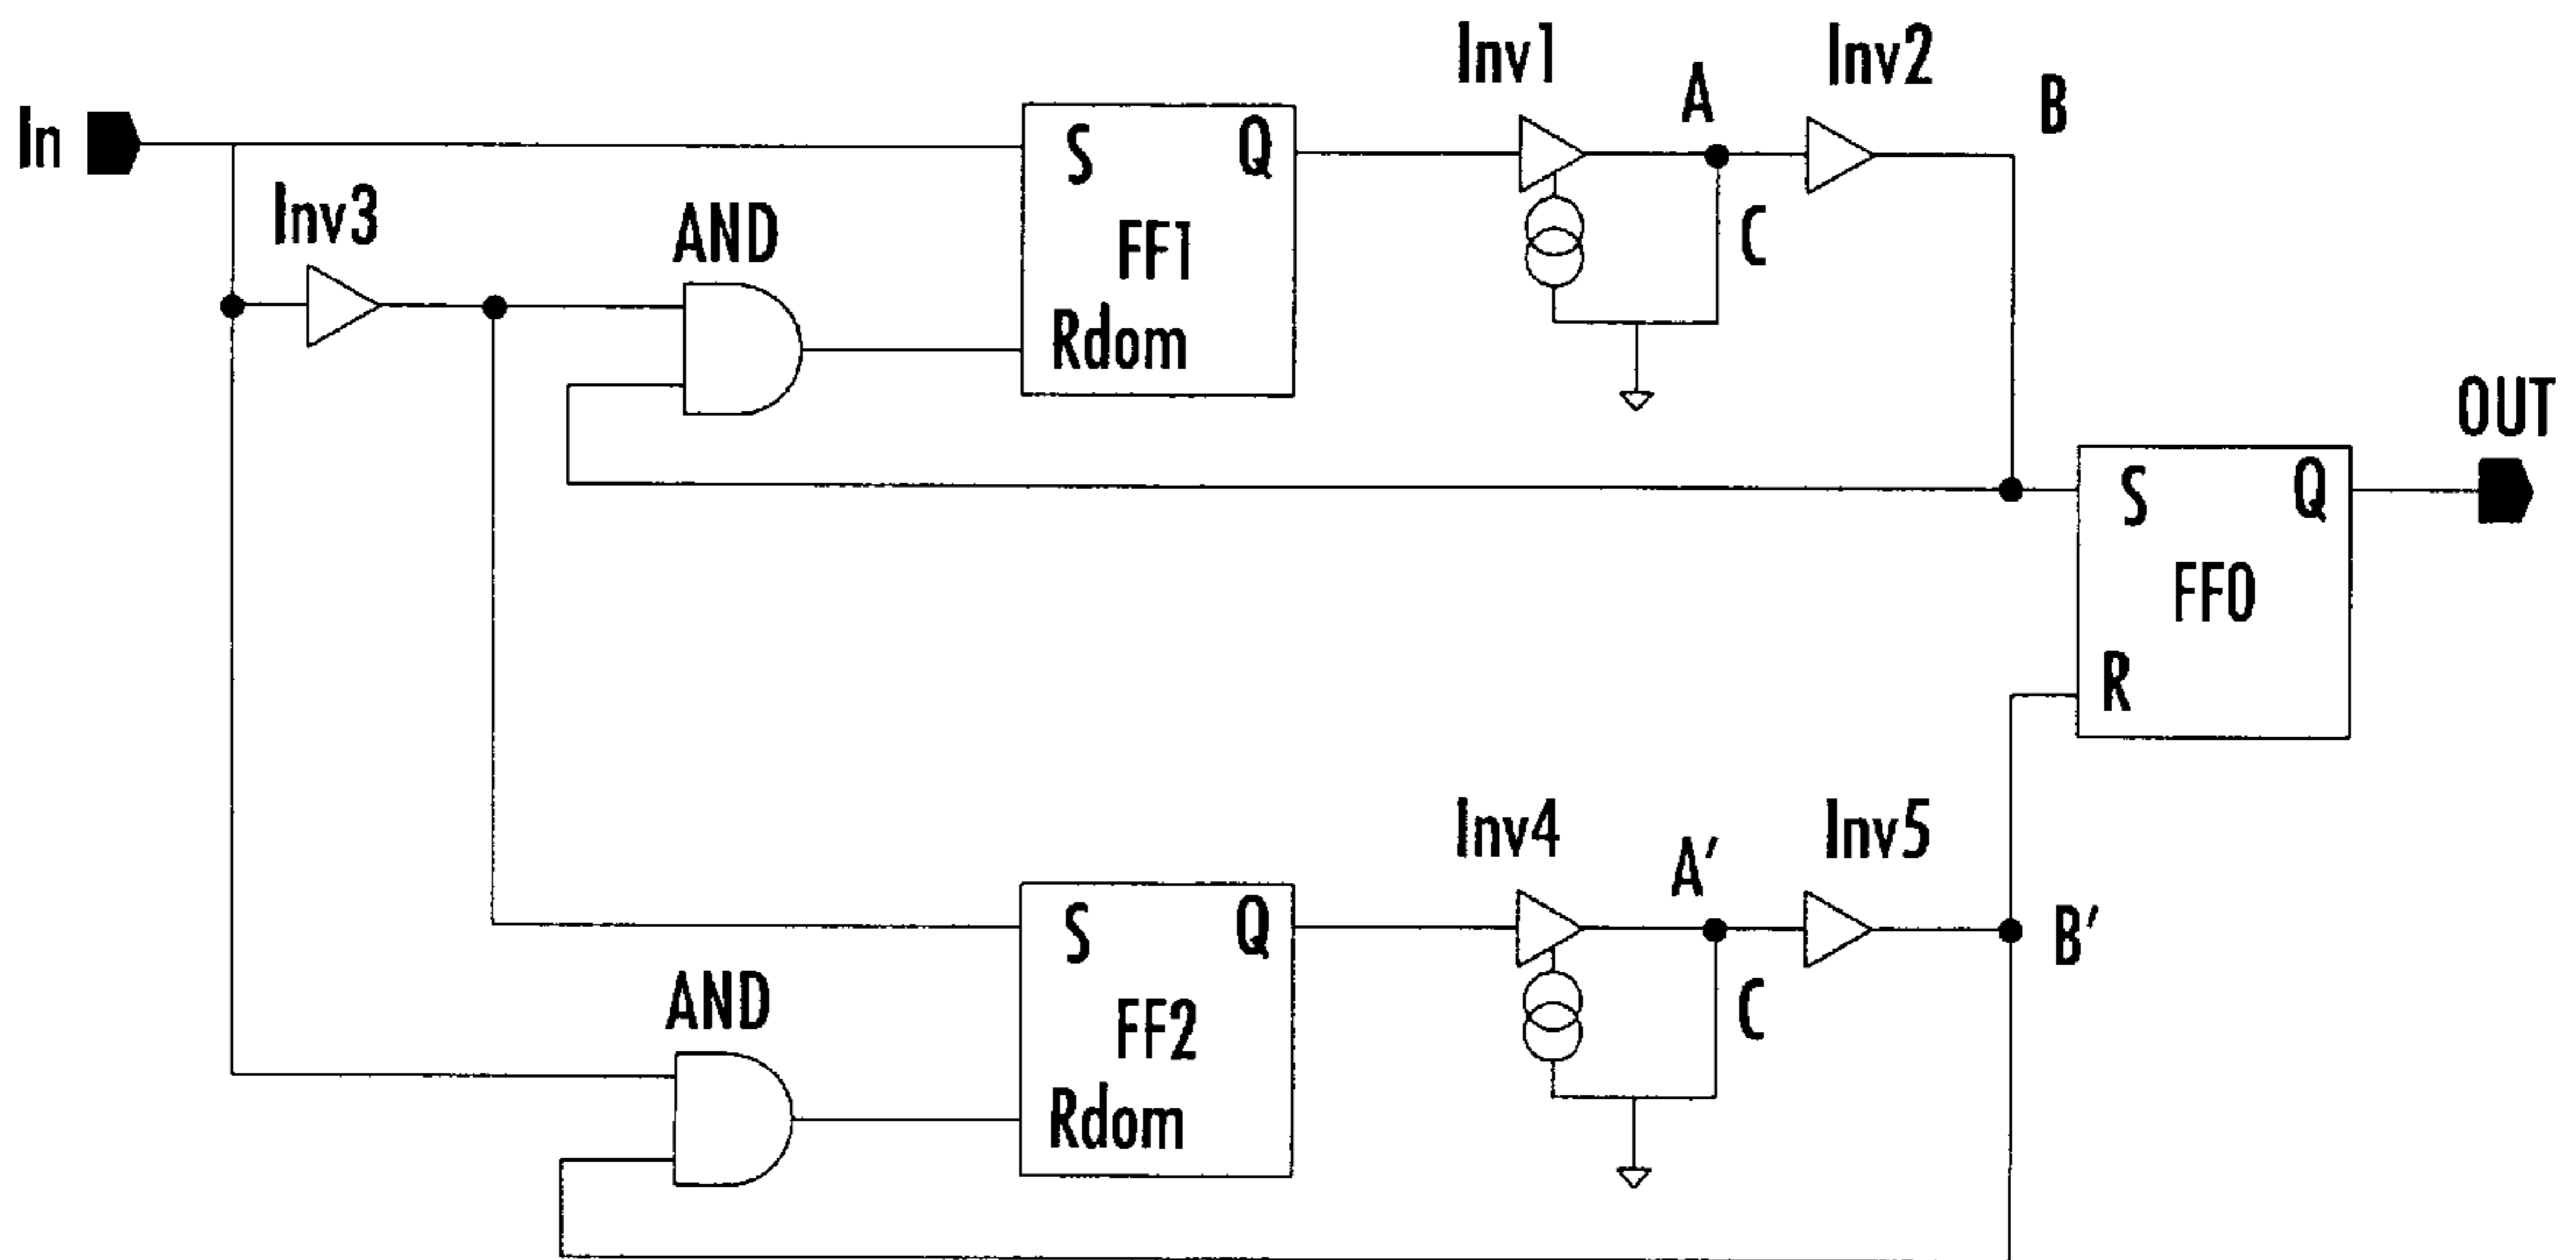 Inv1
A
Inv2
B
In
Inv3
AND
S
Q
FF1
Rdom
C
OUT
S
Q
FF0
R
Inv4
A'
Inv5
AND
S
Q
FF2
Rdom
C
B'